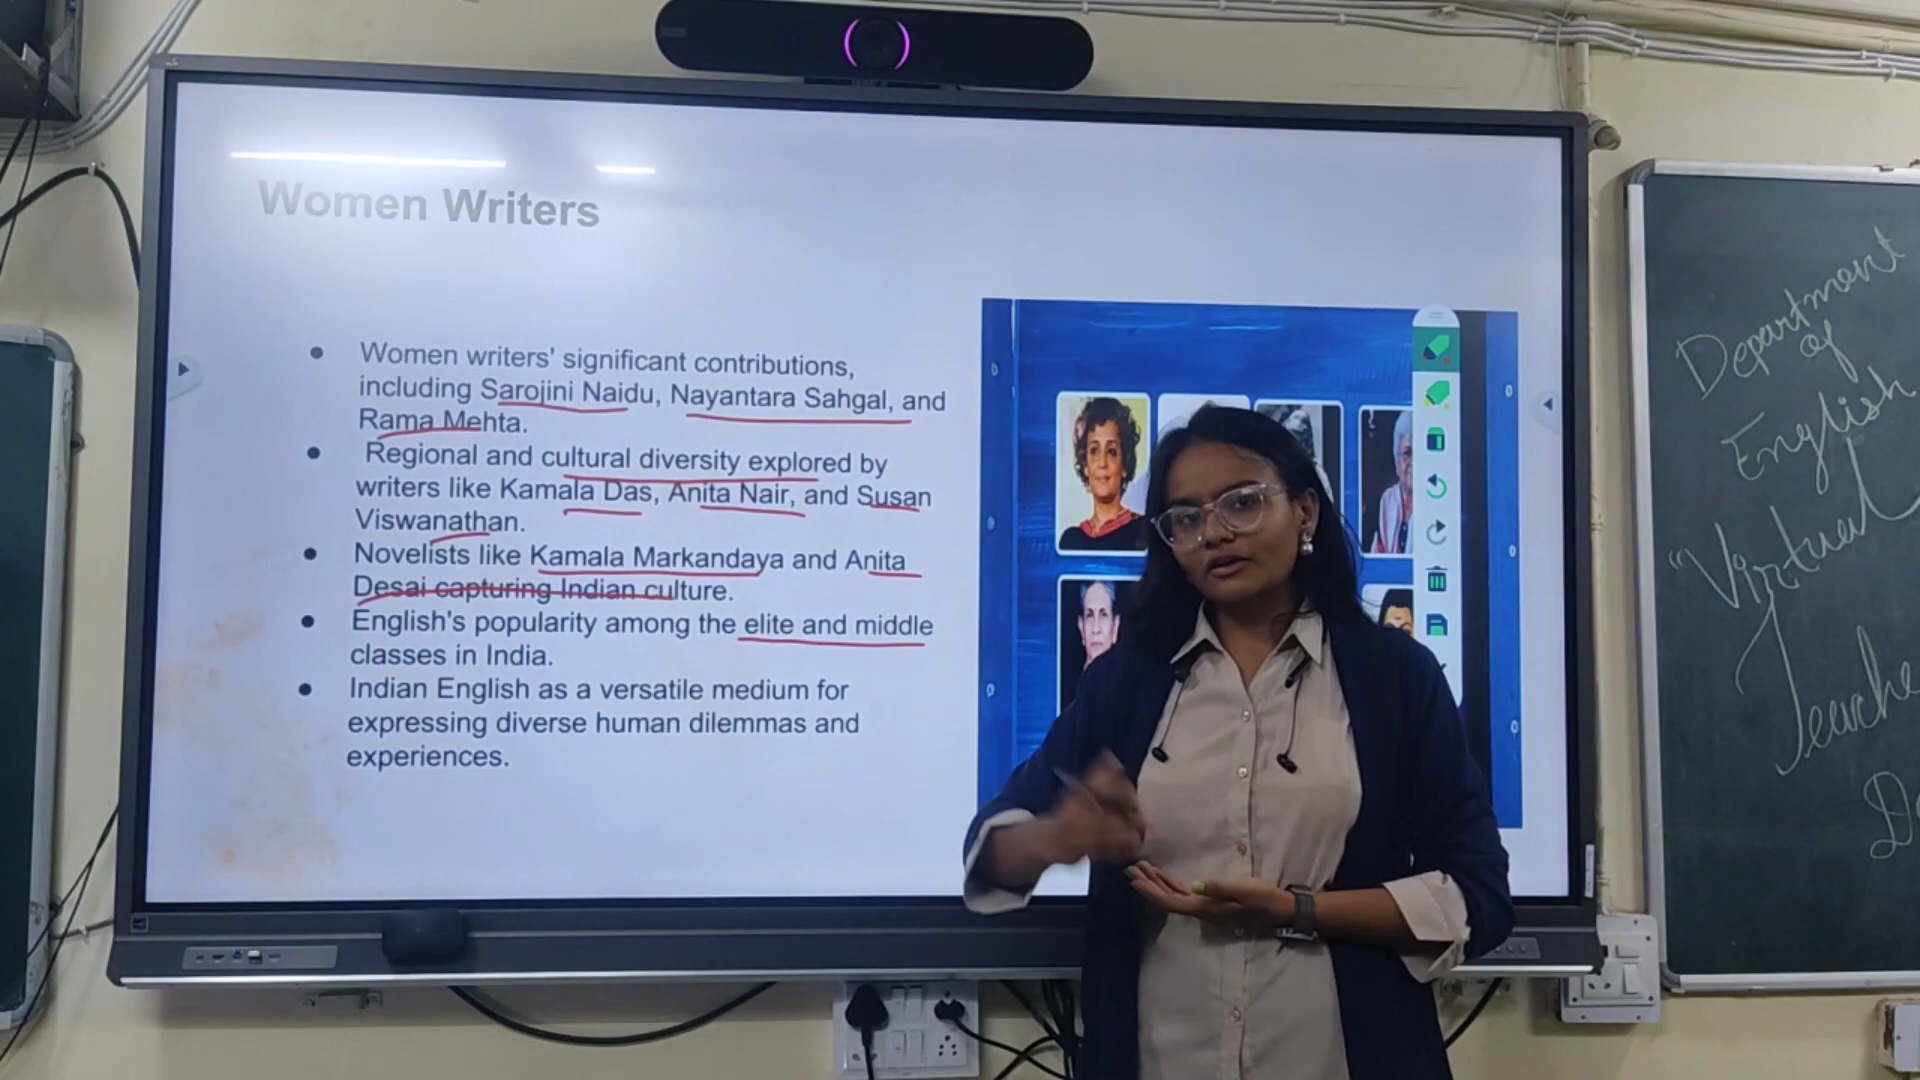 Women Writers
• Women writers' significant contributions,
including Sarojini Naidu, Nayantara Sahgal, and
Rama Mehta.
• Regional and cultural diversity explored by
writers like Kamala Das, Anita Nair, and Susan
Viswanathan.
• Novelists like Kamala Markandaya and Anita
Desai capturing Indian culture.
• English's popularity among the elite and middle
classes in India.
• Indian English as a versatile medium for
expressing diverse human dilemmas and
experiences.
Department
of
English
"Virtual